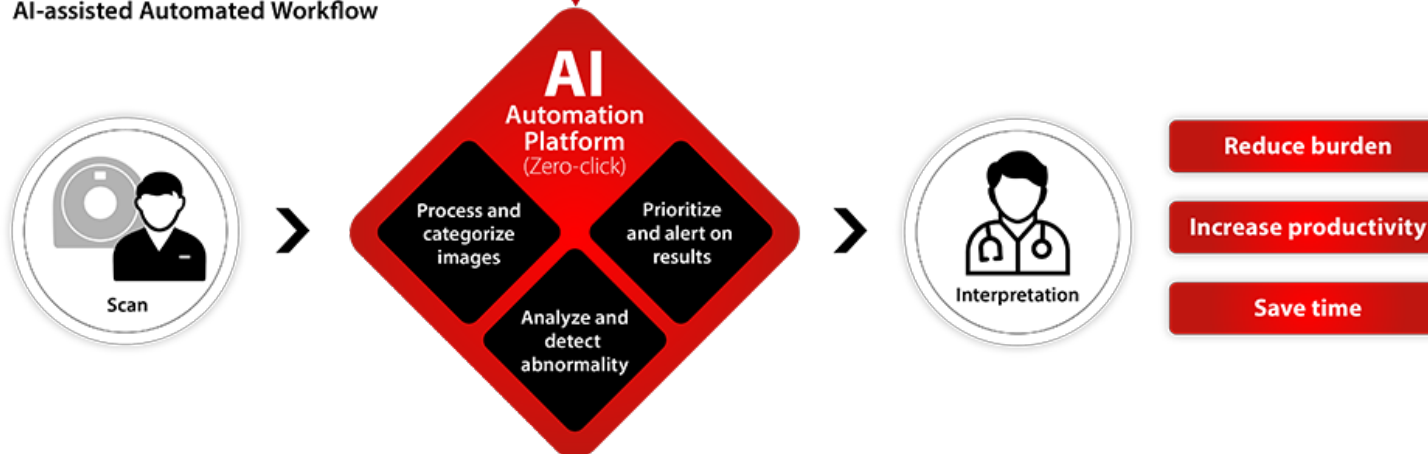 AI-assisted Automated Workflow
AI
Automation
Platform
(Zero-click)
Process and
categorize
images
Prioritize
and alert on
results
Analyze and
detect
abnormality
Scan
Interpretation
Reduce burden
Increase productivity
Save time